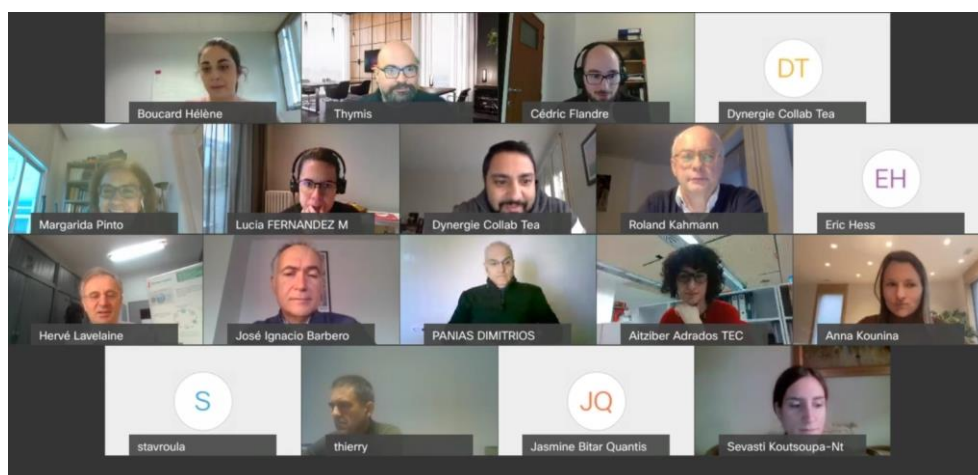 Boucard Hélène
Thymis
Cédric Flandre
DT
Dynergie Collab Tea
Margarida Pinto
Lucia FERNANDEZ M
Dynergie Collab Tea
Roland Kahmann
EH
Eric Hess
Hervé Lavelaine
José Ignacio Barbero
PANIAS DIMITRIOS
Aitziber Adrados TEC
Anna Kounina
S
stavroula
thierry
JQ
Jasmine Bitar Quantis
Sevasti Koutsoupa-Nt